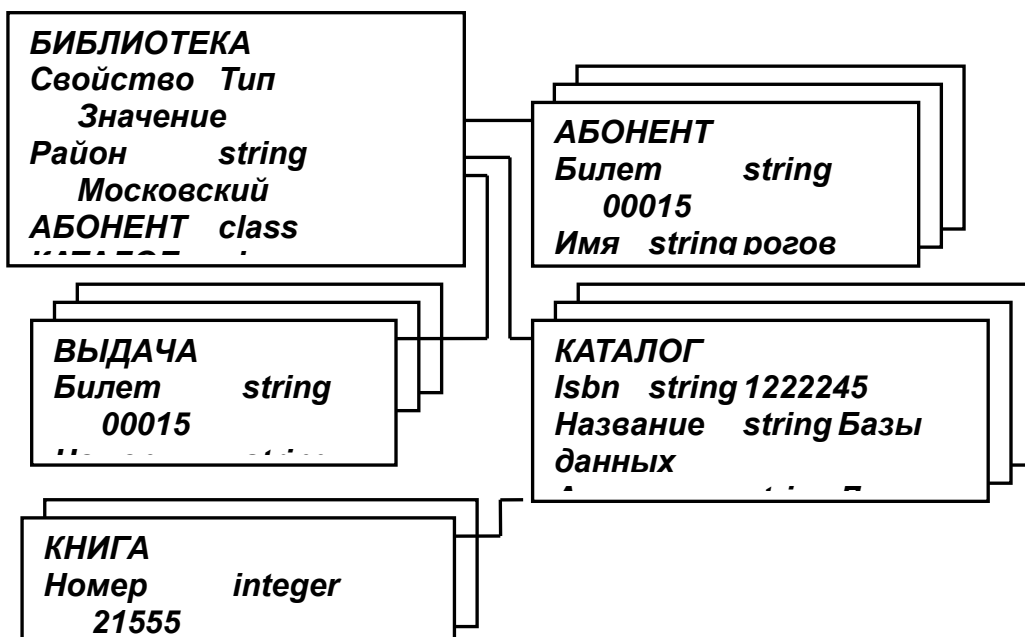 БИБЛИОТЕКА
Свойство Тип
Значение
Район string
Московский
АБОНЕНТ class
АБОНЕНТ
Билет string
00015
Имя string рогов
ВЫДАЧА
Билет string
00015
КАТАЛОГ
Isbn string 1222245
Название string Базы
данных
КНИГА
Номер integer
21555